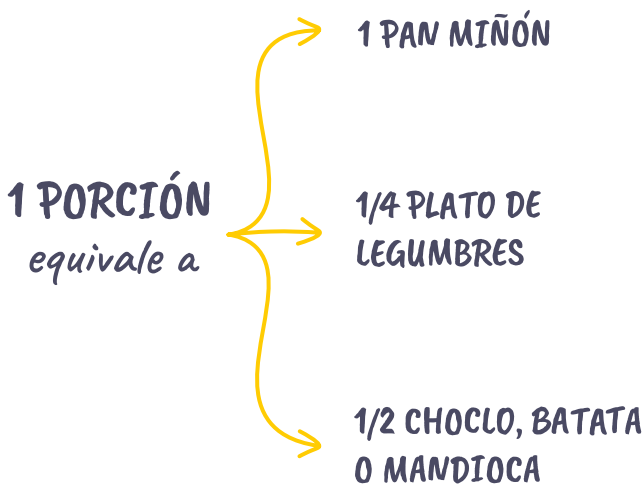 1 PAN MIÑÓN
1 PORCIÓN
equivale a
1/4 PLATO DE
LEGUMBRES
1/2 CHOCLO, BATATA
O MANDIOCA